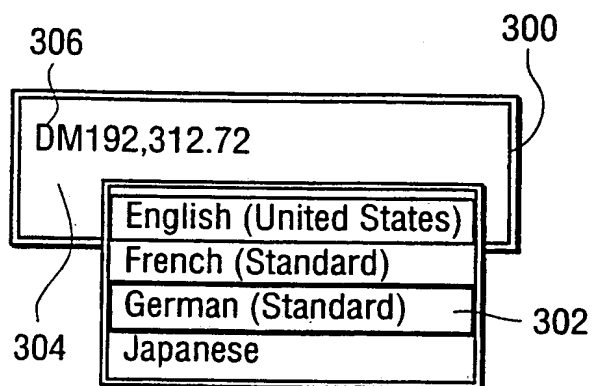 306
300
DM192,312.72
English (United States)
French (Standard)
German (Standard)
302
304
Japanese